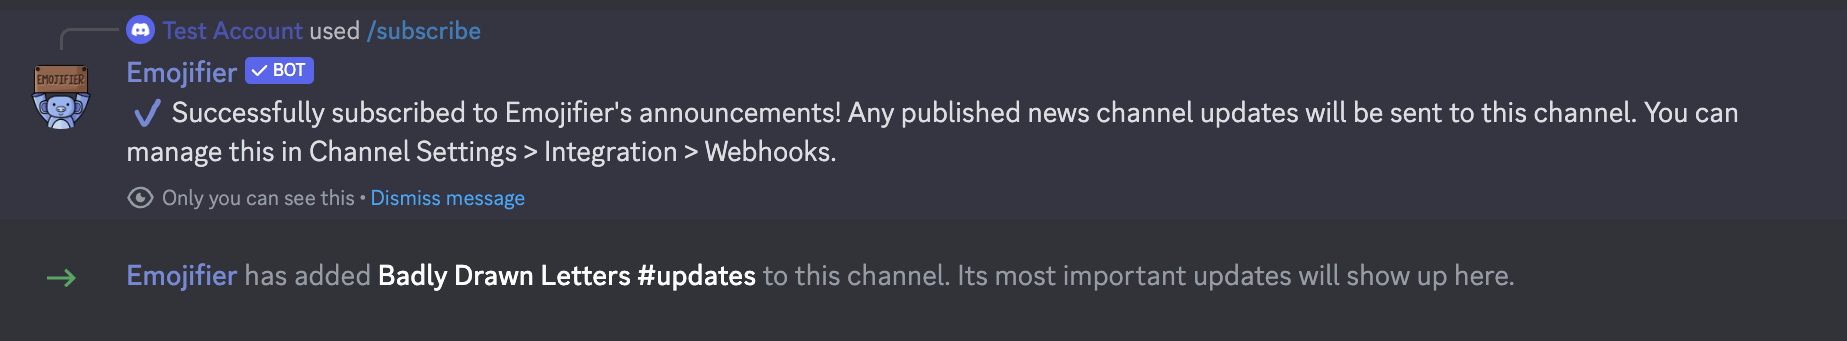 Test Account used /subscribe
EMOJIFIER
Emojifier BOT
Successfully subscribed to Emojifier's announcements! Any published news channel updates will be sent to this channel. You can
manage this in Channel Settings > Integration > Webhooks.
Only you can see this • Dismiss message
Emojifier has added Badly Drawn Letters #updates to this channel. Its most important updates will show up here.